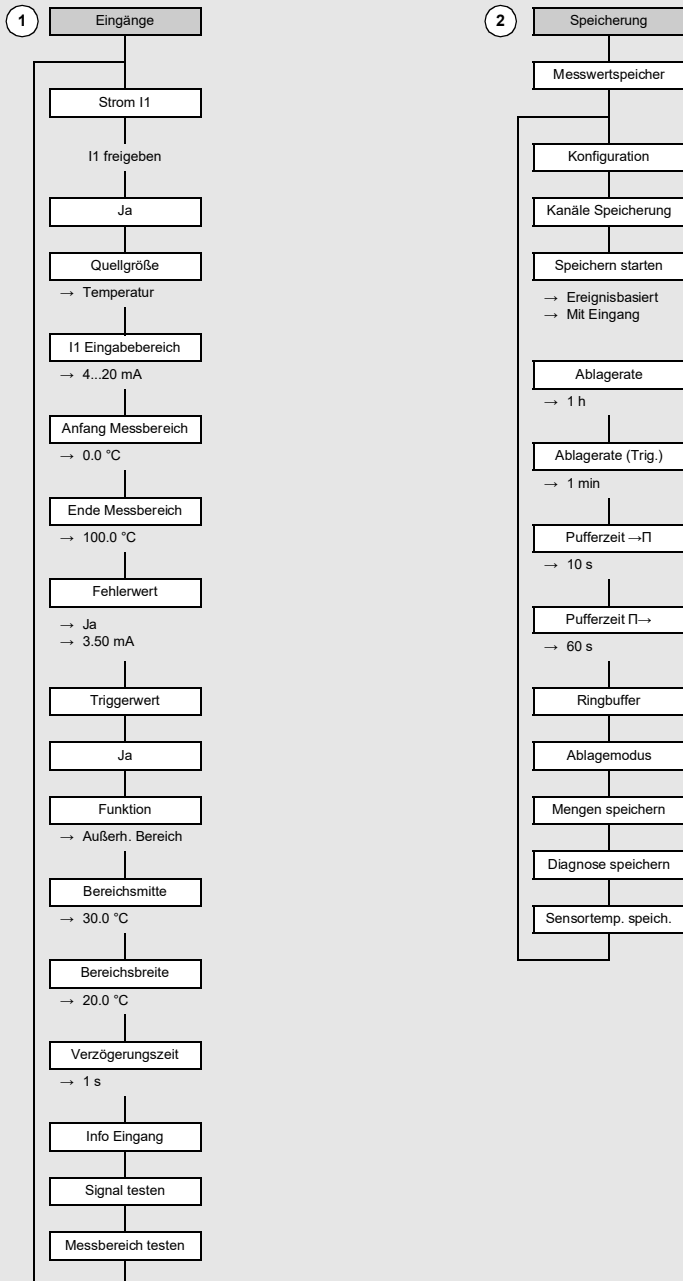 1
Eingänge
Strom I1
I1 freigeben
Ja
Quellgröße
→ Temperatur
I1 Eingabebereich
→ 4...20 mA
Anfang Messbereich
→ 0.0 °C
Ende Messbereich
→ 100.0 °C
Fehlerwert
→ Ja
→ 3.50 mA
Triggerwert
Ja
Funktion
→ Außerh. Bereich
Bereichsmitte
→ 30.0 °C
Bereichsbreite
→ 20.0 °C
Verzögerungszeit
→ 1 s
Info Eingang
Signal testen
Messbereich testen
2
Speicherung
Messwertspeicher
Konfiguration
Kanäle Speicherung
Speichern starten
→ Ereignisbasiert
→ Mit Eingang
Ablagerate
→ 1 h
Ablagerate (Trig.)
→ 1 min
Pufferzeit →Π
→ 10 s
Pufferzeit Π→
→ 60 s
Ringbuffer
Ablagemodus
Mengen speichern
Diagnose speichern
Sensortemp. speich.